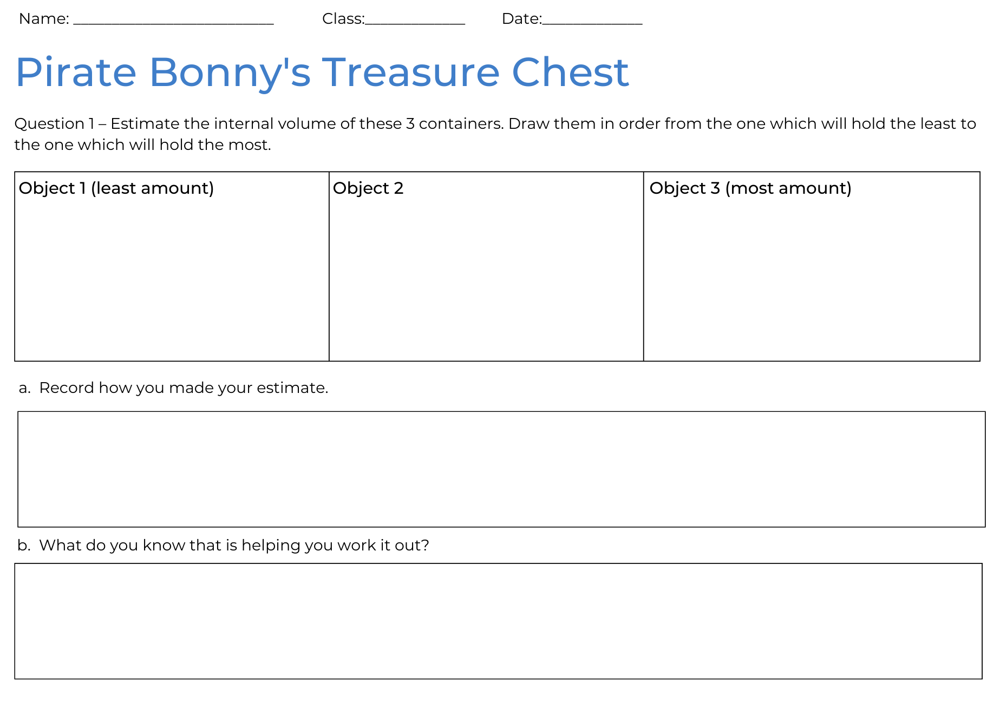 Name: __________________________ Class:_____________ Date:_____________
Pirate Bonny's Treasure Chest
Question 1 – Estimate the internal volume of these 3 containers. Draw them in order from the one which will hold the least to
the one which will hold the most.
Object 1 (least amount) Object 2 Object 3 (most amount)
a. Record how you made your estimate.
b. What do you know that is helping you work it out?